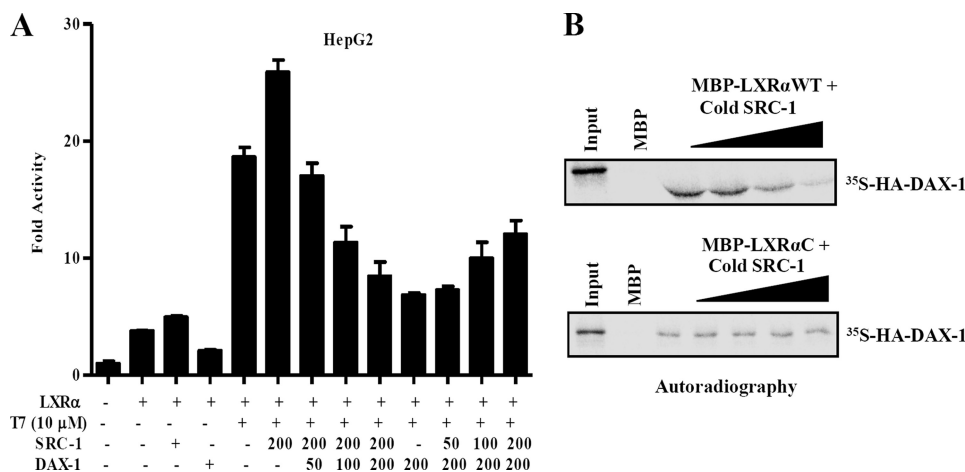 A
HepG2
30
20
10
0
Fold Activity
LXRα - + + + + + + + + + + + +
T7 (10 µM) - - - - + + + + + + + + +
SRC-1 - - + - - 200 200 200 200 - 50 100 200
DAX-1 - - - + - - 50 100 200 200 200 200 200
B
Input
MBP
MBP-LXRαWT +
Cold SRC-1
35S-HA-DAX-1
Input
MBP
MBP-LXRαC +
Cold SRC-1
35S-HA-DAX-1
Autoradiography